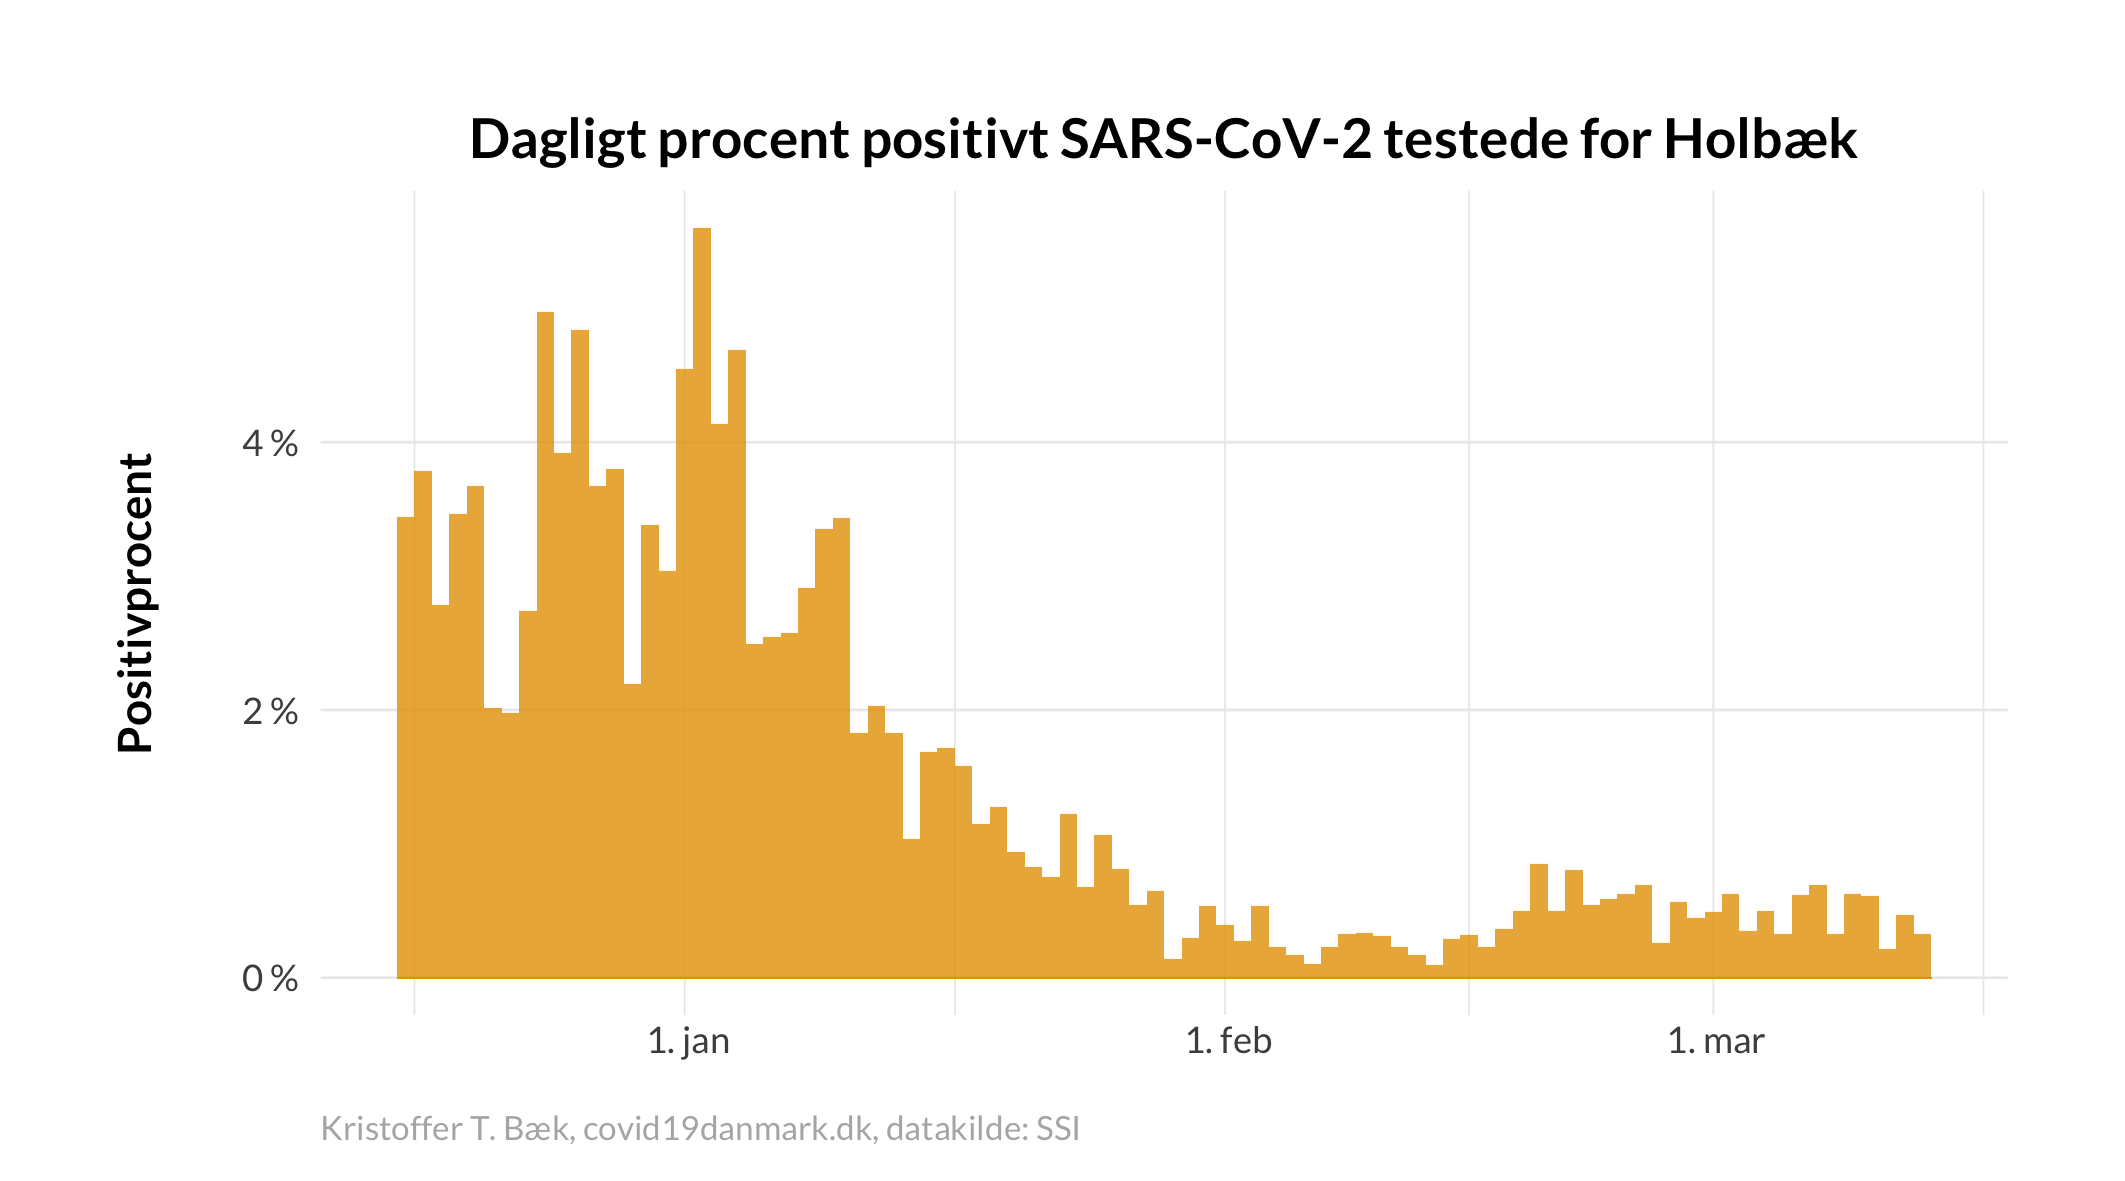 Dagligt procent positivt SARS-CoV-2 testede for Holbæk
Positivprocent
4 %
2 %
0 %
1. jan
1. feb
1. mar
Kristoffer T. Bæk, covid19danmark.dk, datakilde: SSI